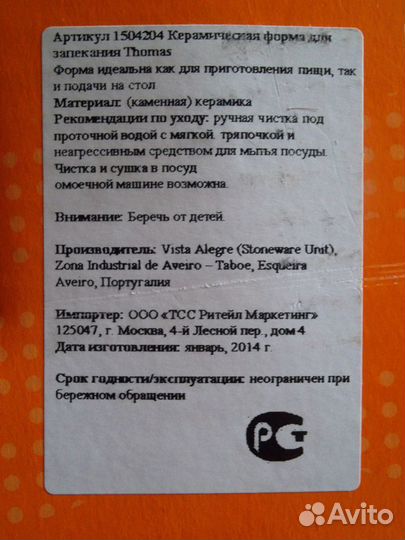 Артикул 1504204 Керамическая форма для
запекания Thomas
Форма идеальна как для приготовления пищи, так
и подачи на стол
Материал: (каменная) керамика
Рекомендации по уходу: ручная чистка под
проточной водой с мягкой. тряпочкой и
неагрессивным средством для мытья посуды.
Чистка и сушка в посуд
омоечной машине возможна.
Внимание: Беречь от детей.
Производитель: Vista Alegre (Stoneware Unit),
Zona Industrial de Aveiro – Taboe, Esqueira
Aveiro, Португалия
Импортер: ООО «ТСС Ритейл Маркетинг»
125047, г. Москва, 4-й Лесной пер., дом 4
Дата изготовления: январь, 2014 г.
Срок годности/эксплуатации: неограничен при
бережном обращении
РСТ
Avito